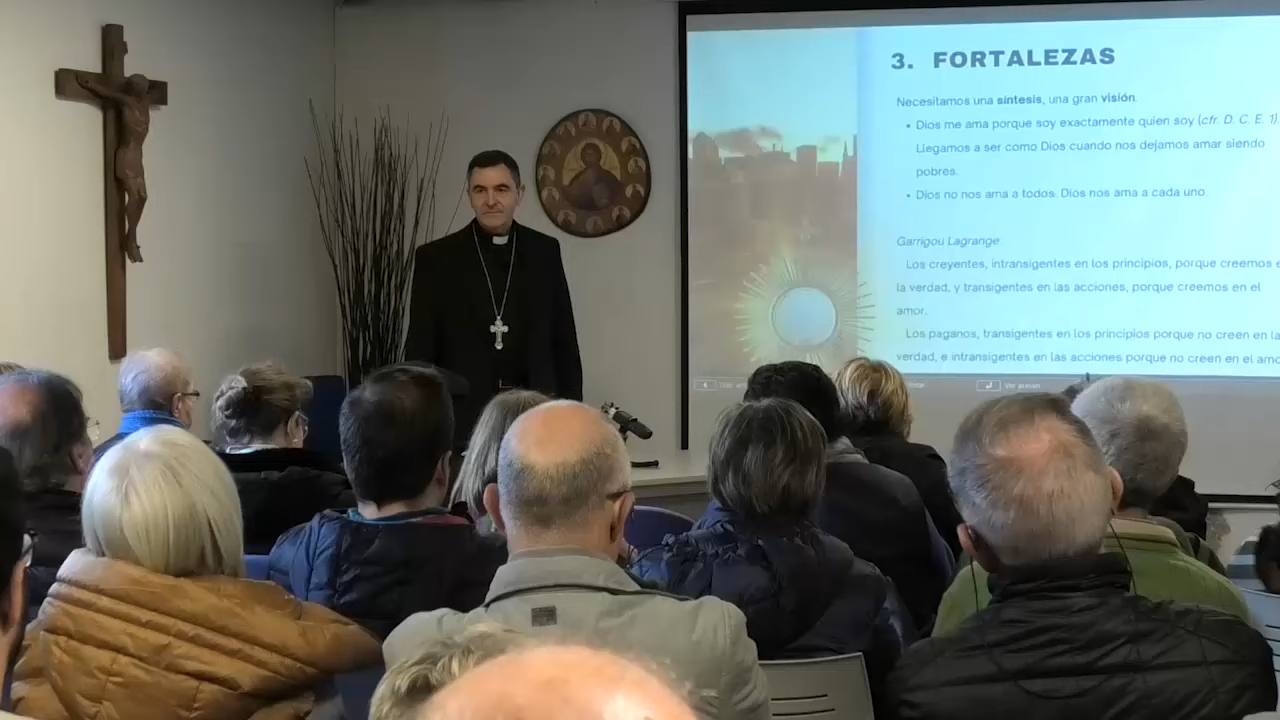 3. FORTALEZAS
Necesitamos una síntesis, una gran visión.
• Dios me ama porque soy exactamente quien soy (cfr. D. C. E. 1).
Llegamos a ser como Dios cuando nos dejamos amar siendo
pobres.
• Dios no nos ama a todos. Dios nos ama a cada uno.
Garrigou Lagrange
Los creyentes, intransigentes en los principios, porque creemos e
la verdad, y transigentes en las acciones, porque creemos en el
amor.
Los paganos, transigentes en los principios porque no creen en la
verdad, e intransigentes en las acciones porque no creen en el amo